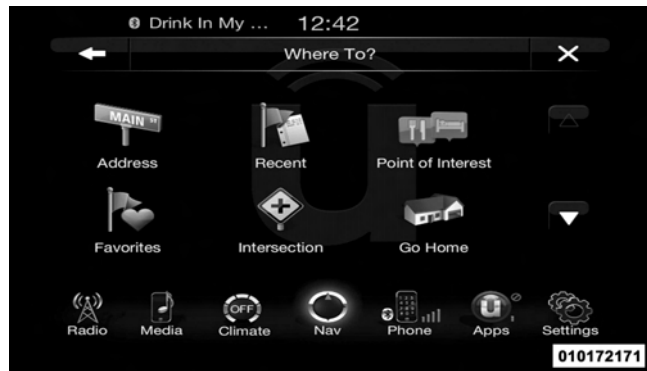 Drink In My ... 12:42
Where To?
MAIN ST
Address Recent Point of Interest
Favorites Intersection Go Home
OFF
Radio Media Climate Nav Phone Apps Settings
010172171